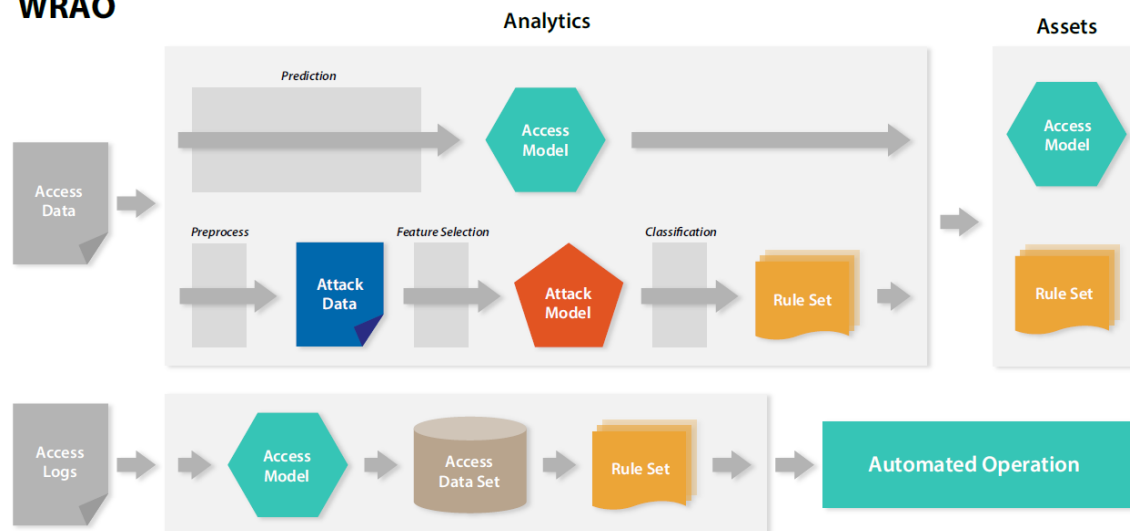 WRAO
Analytics
Assets
Prediction
Access
Model
Access
Model
Access
Data
Preprocess
Feature Selection
Classification
Attack
Data
Attack
Model
Rule Set
Rule Set
Access
Logs
Access
Model
Access
Data Set
Rule Set
Automated Operation